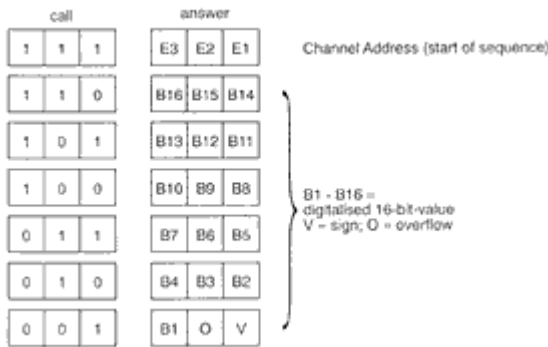 call answer
1 1 1 E3 E2 E1 Channel Address (start of sequence)
1 1 0 B16 B15 B14
1 0 1 B13 B12 B11
1 0 0 B10 B9 B8
B1 - B16 =
digitalised 16-bit-value
V = sign; O = overflow
0 1 1 B7 B6 B5
0 1 0 B4 B3 B2
0 0 1 B1 O V